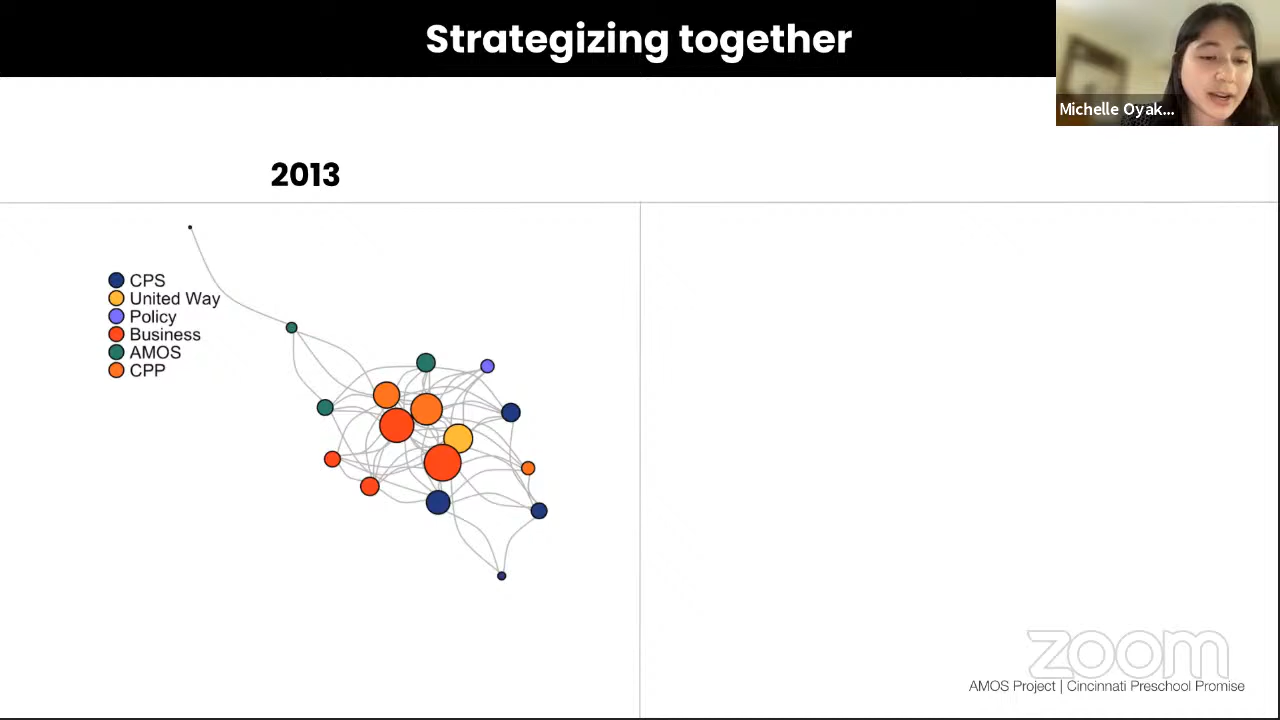 Strategizing together
Michelle Oyak...
2013
CPS
United Way
Policy
Business
AMOS
CPP
zoom
AMOS Project | Cincinnati Preschool Promise